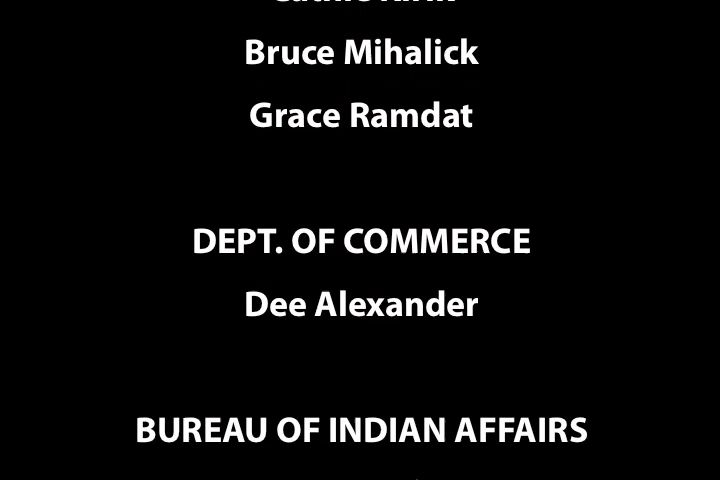 Bruce Mihalick
Grace Ramdat
DEPT. OF COMMERCE
Dee Alexander
BUREAU OF INDIAN AFFAIRS